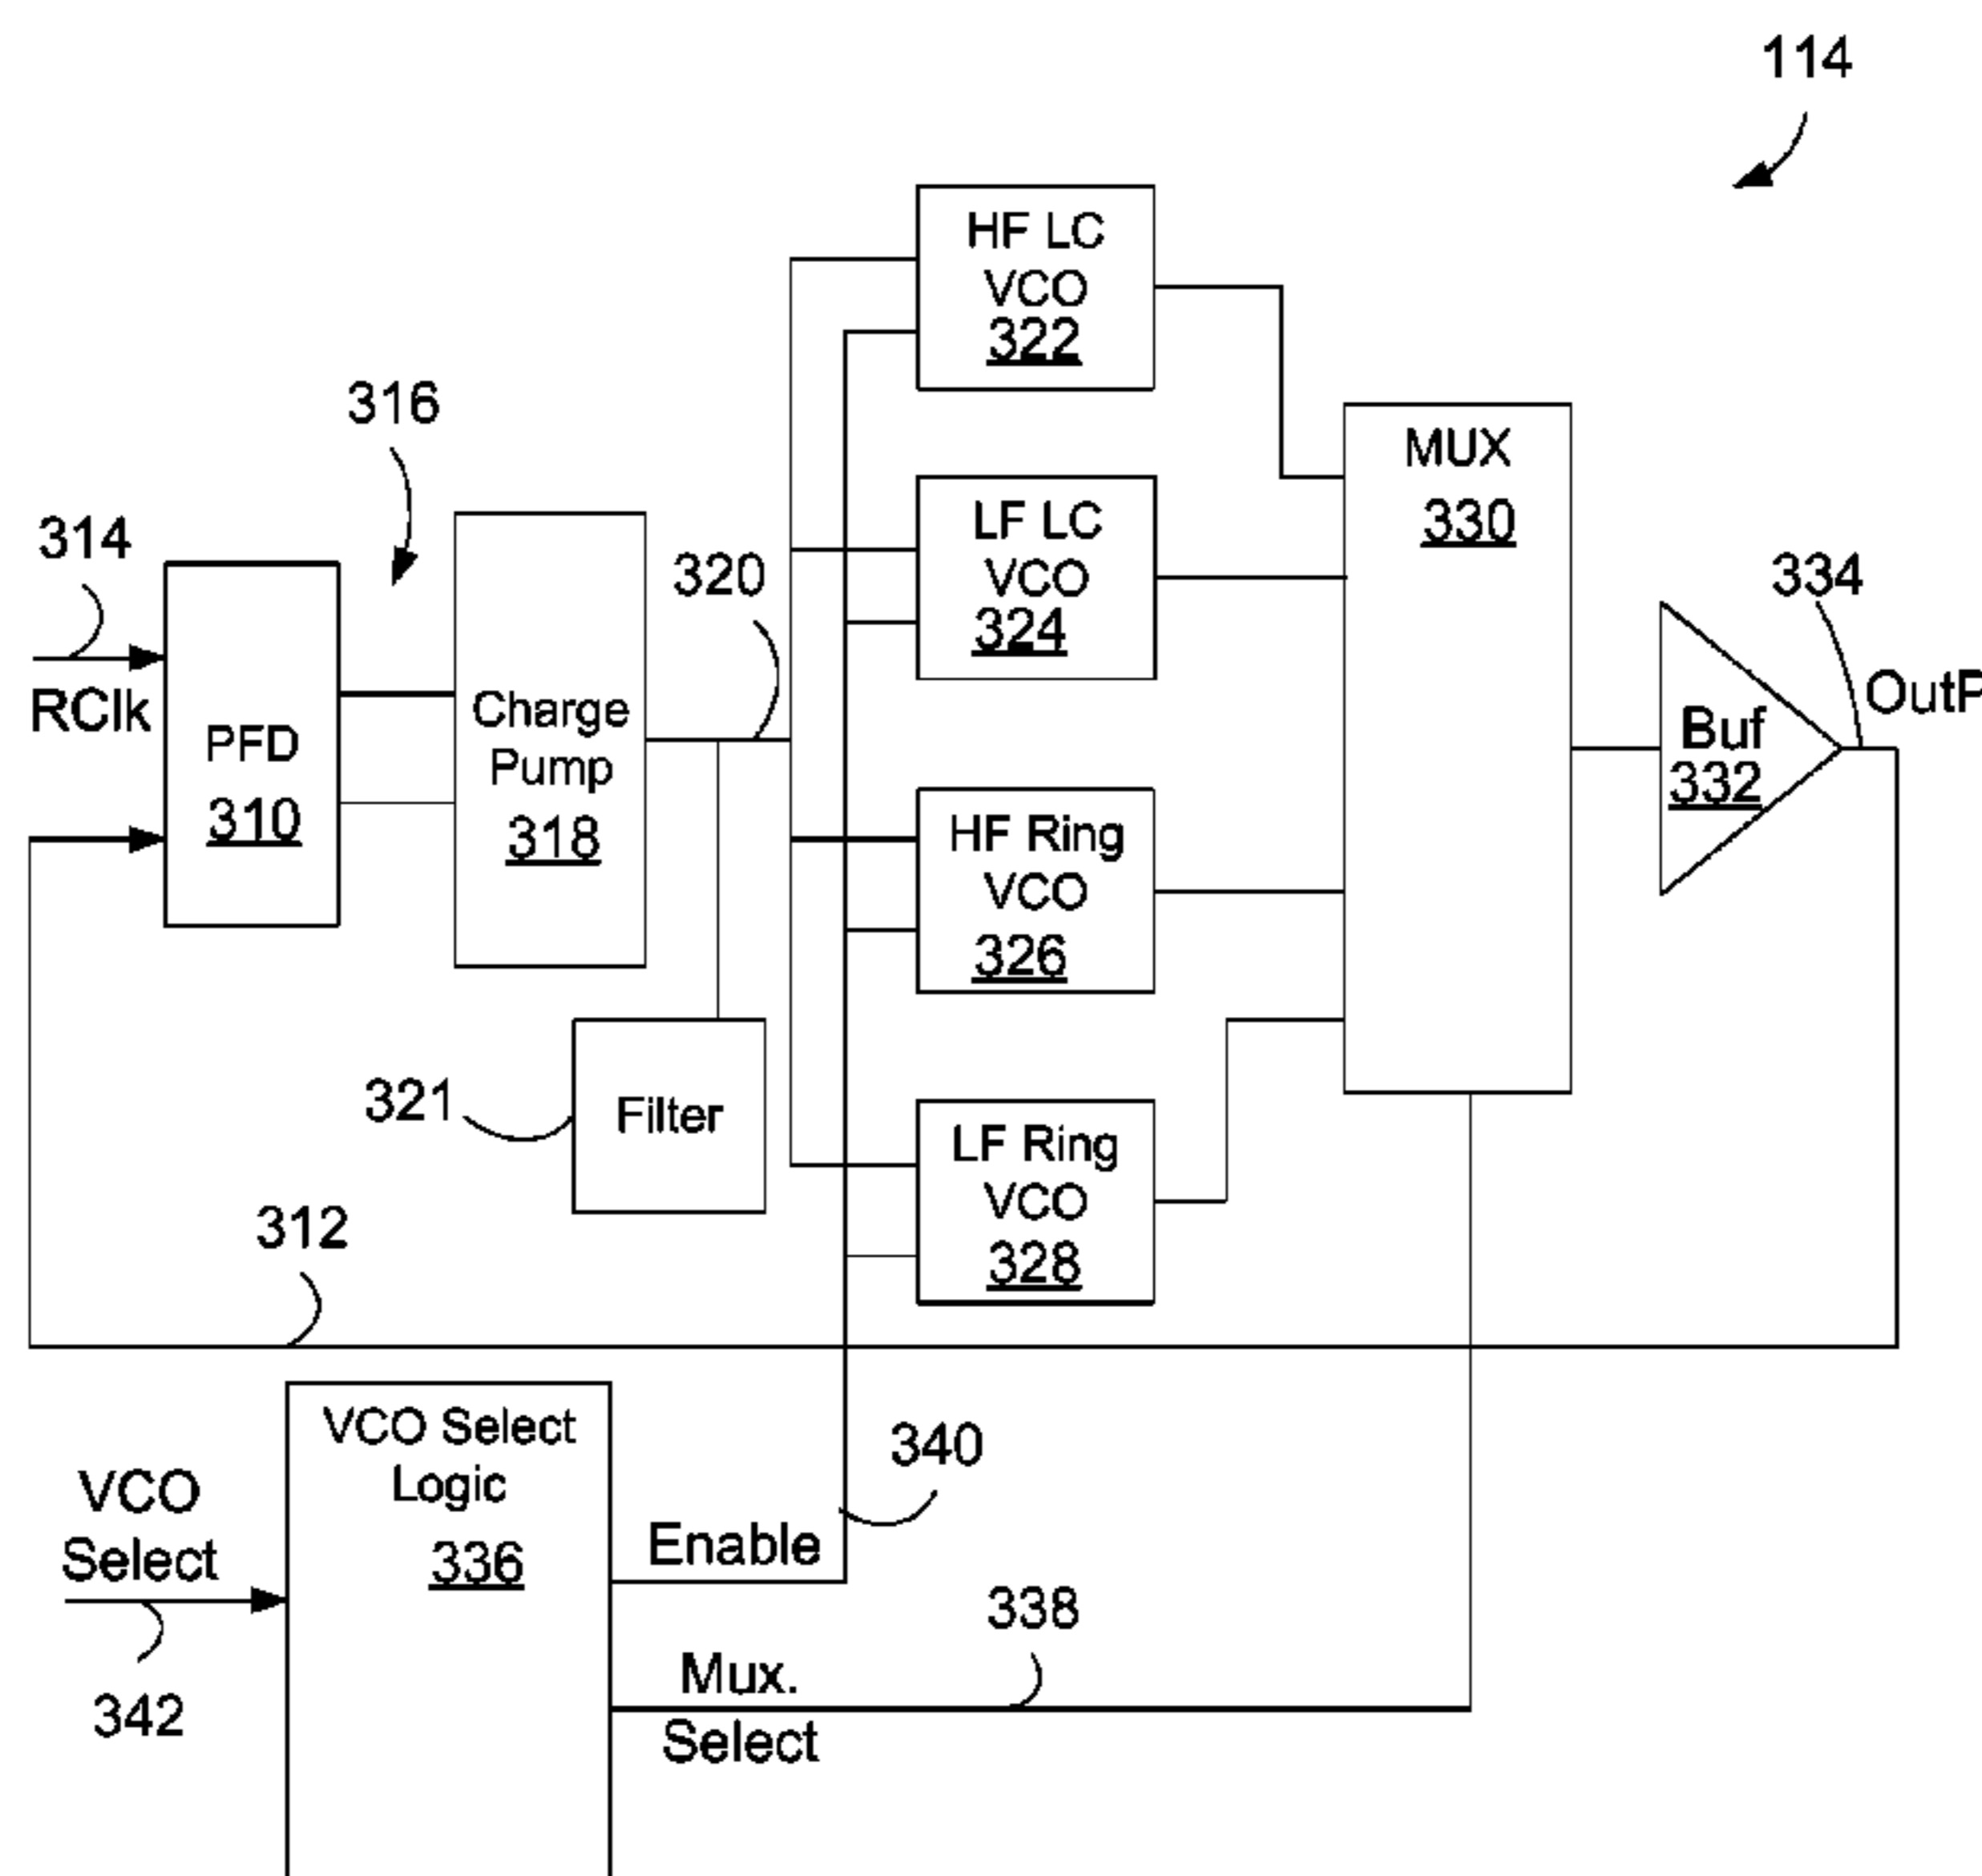 114
HF LC
VCO
322
316
MUX
330
LF LC
VCO
324
314
320
334
RClk
PFD
310
Charge
Pump
318
Buf
332
OutP
HF Ring
VCO
326
321
Filter
LF Ring
VCO
328
312
VCO Select
Logic
336
VCO
Select
342
340
Enable
338
Mux.
Select